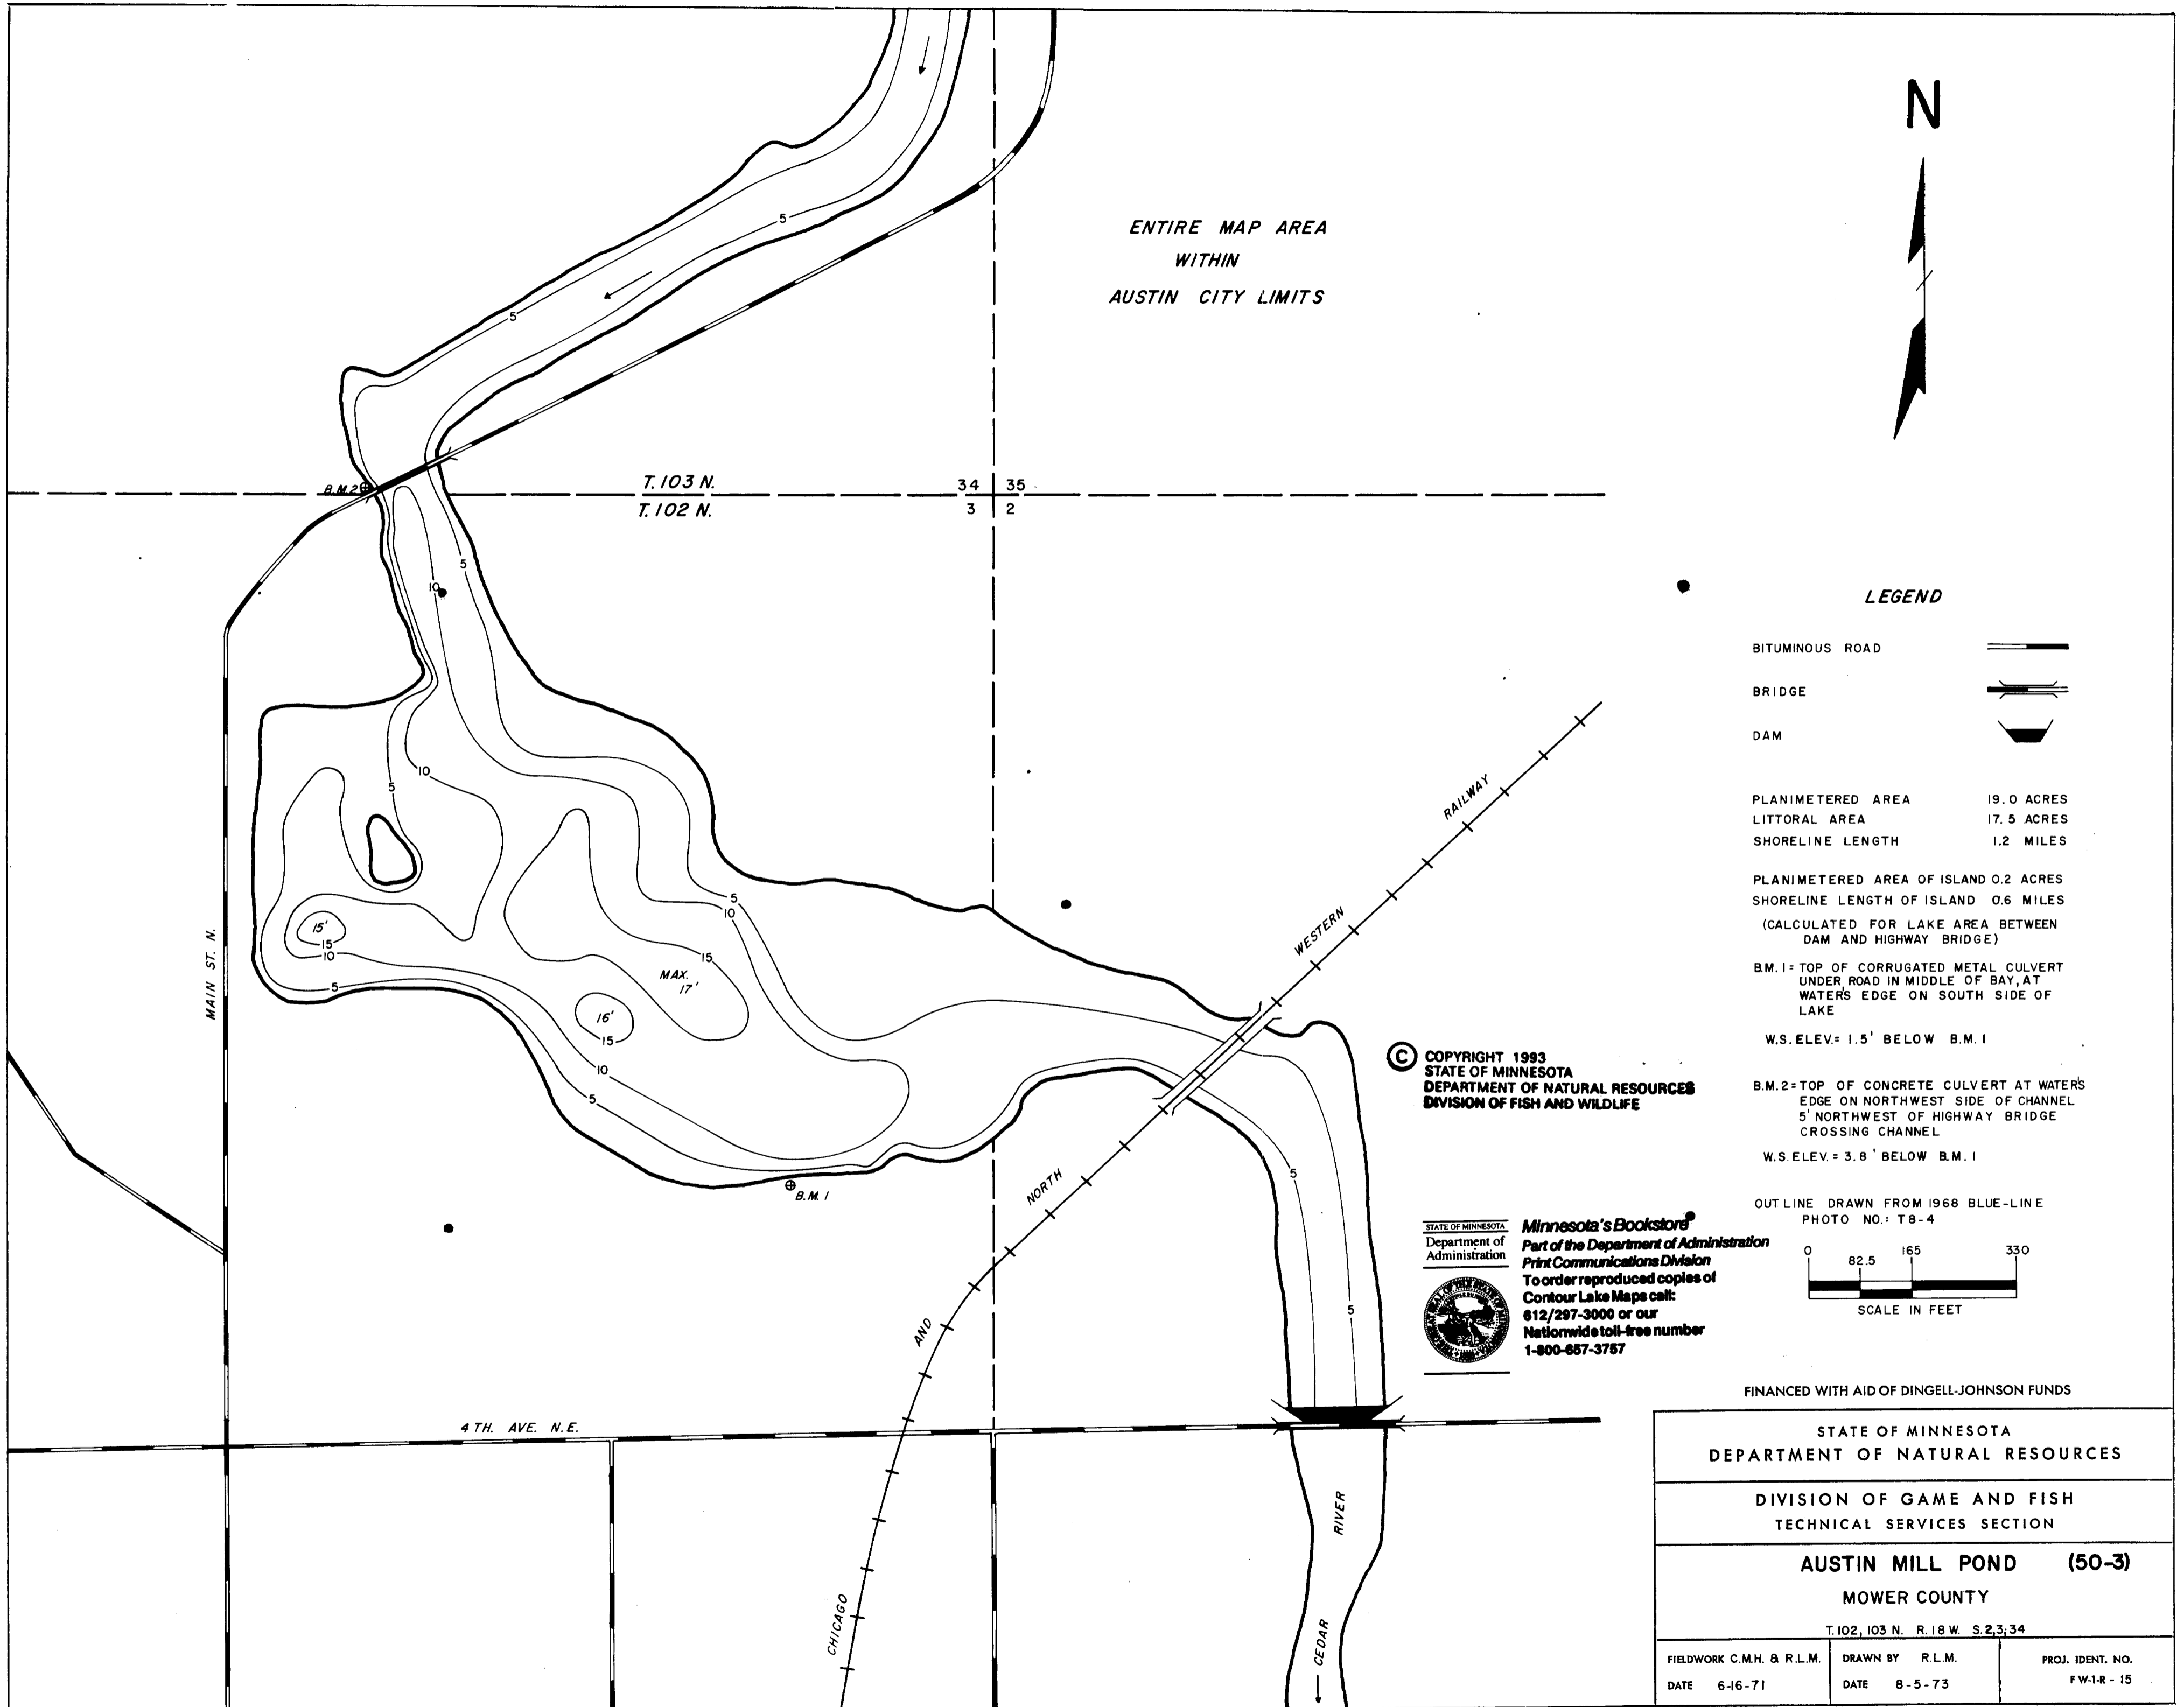 N
ENTIRE MAP AREA
WITHIN
AUSTIN CITY LIMITS
5
5
B.M.2
T. 103 N.
34 35
T. 102 N.
3 2
5
10
10
5
15'
15
10
5
5
10
15
MAX.
17'
16'
15
10
5
B.M. 1
5
5
MAIN ST. N.
4 TH. AVE. N.E.
CHICAGO AND NORTH WESTERN RAILWAY
CEDAR RIVER
LEGEND
BITUMINOUS ROAD
BRIDGE
DAM
PLANIMETERED AREA 19.0 ACRES
LITTORAL AREA 17.5 ACRES
SHORELINE LENGTH 1.2 MILES
PLANIMETERED AREA OF ISLAND 0.2 ACRES
SHORELINE LENGTH OF ISLAND 0.6 MILES
(CALCULATED FOR LAKE AREA BETWEEN
DAM AND HIGHWAY BRIDGE)
B.M. 1 = TOP OF CORRUGATED METAL CULVERT
UNDER ROAD IN MIDDLE OF BAY, AT
WATER'S EDGE ON SOUTH SIDE OF
LAKE
W.S. ELEV.= 1.5' BELOW B.M. 1
B.M. 2 = TOP OF CONCRETE CULVERT AT WATER'S
EDGE ON NORTHWEST SIDE OF CHANNEL
5' NORTHWEST OF HIGHWAY BRIDGE
CROSSING CHANNEL
W.S. ELEV. = 3.8' BELOW B.M. 1
OUTLINE DRAWN FROM 1968 BLUE-LINE
PHOTO NO.: T8-4
0 82.5 165 330
SCALE IN FEET
© COPYRIGHT 1993
STATE OF MINNESOTA
DEPARTMENT OF NATURAL RESOURCES
DIVISION OF FISH AND WILDLIFE
STATE OF MINNESOTA
Department of
Administration
Minnesota's Bookstore
Part of the Department of Administration
Print Communications Division
To order reproduced copies of
Contour Lake Maps call:
612/297-3000 or our
Nationwide toll-free number
1-800-657-3757
FINANCED WITH AID OF DINGELL-JOHNSON FUNDS
STATE OF MINNESOTA
DEPARTMENT OF NATURAL RESOURCES
DIVISION OF GAME AND FISH
TECHNICAL SERVICES SECTION
AUSTIN MILL POND (50-3)
MOWER COUNTY
T. 102, 103 N. R. 18 W. S. 2,3;34
FIELDWORK C.M.H. & R.L.M.
DATE 6-16-71
DRAWN BY R.L.M.
DATE 8-5-73
PROJ. IDENT. NO.
FW-1-R-15